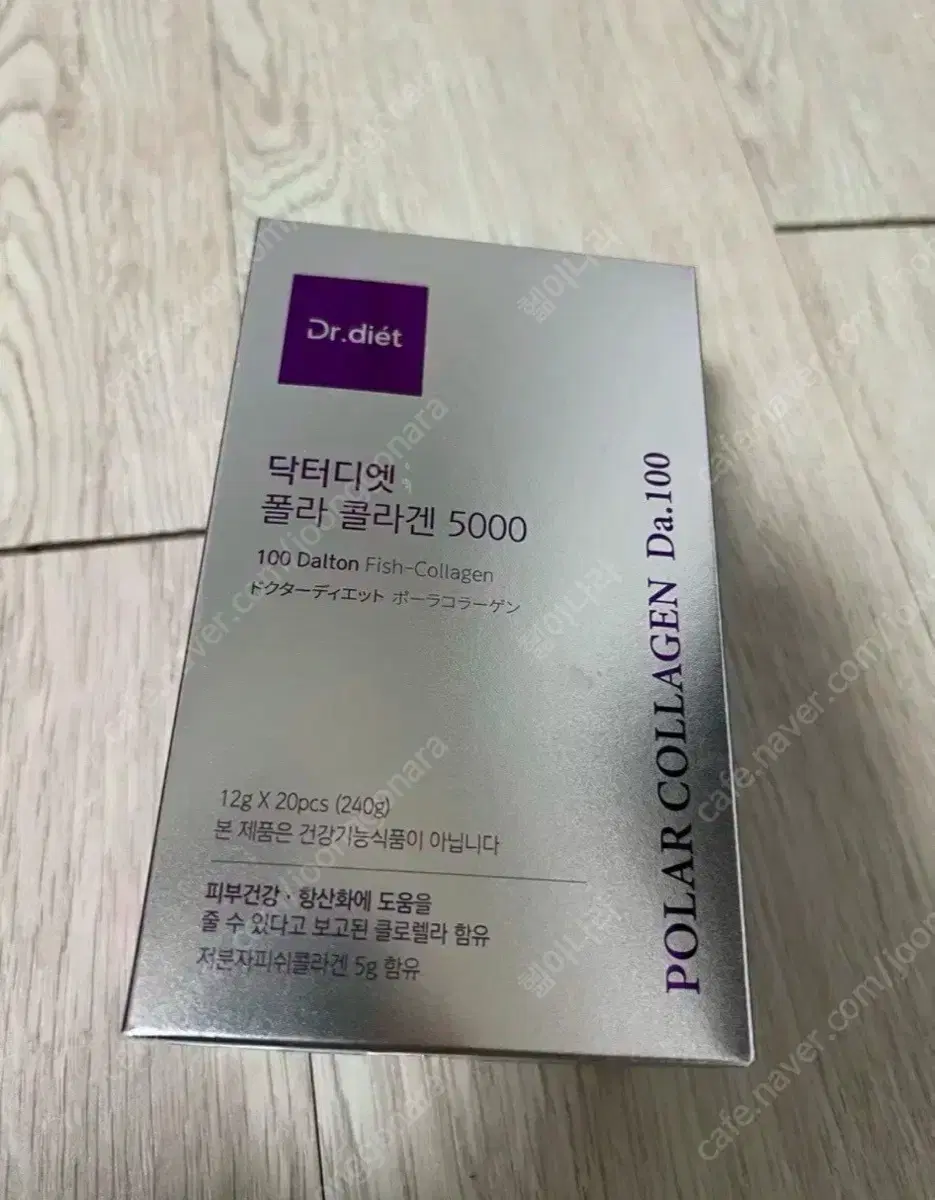 Dr.diét
닥터디엣
폴라 콜라겐 5000
100 Dalton Fish-Collagen
ドクターディエット ポーラコラーゲン
12g X 20pcs (240g)
본 제품은 건강기능식품이 아닙니다
피부건강 · 항산화에 도움을
줄 수 있다고 보고된 클로렐라 함유
저분자피쉬콜라겐 5g 함유
POLAR COLLAGEN Da.100
cafe.naver.com/joonggonara